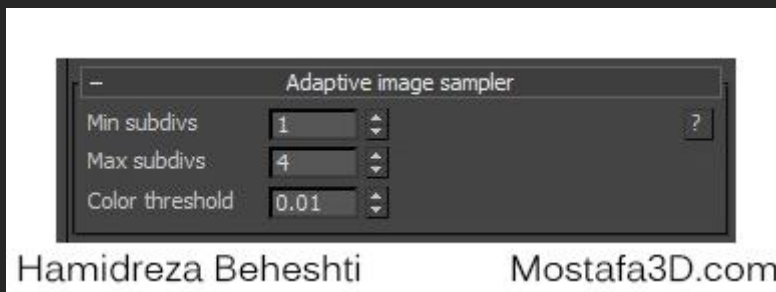 – Adaptive image sampler
Min subdivs 1 ?
Max subdivs 4
Color threshold 0.01
Hamidreza Beheshti Mostafa3D.com